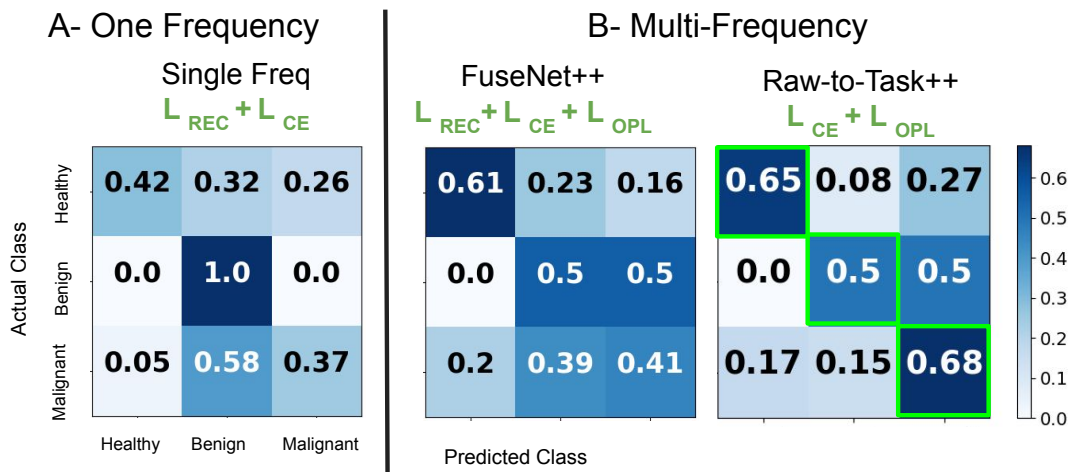 A- One Frequency
B- Multi-Frequency
Single Freq
L REC + L CE
FuseNet++
L REC + L CE + L OPL
Raw-to-Task++
L CE + L OPL
Actual Class
Healthy
0.42 0.32 0.26
Benign
0.0 1.0 0.0
Malignant
0.05 0.58 0.37
Healthy Benign Malignant
0.61 0.23 0.16
0.0 0.5 0.5
0.2 0.39 0.41
0.65 0.08 0.27
0.0 0.5 0.5
0.17 0.15 0.68
0.6
0.5
0.4
0.3
0.2
0.1
0.0
Predicted Class